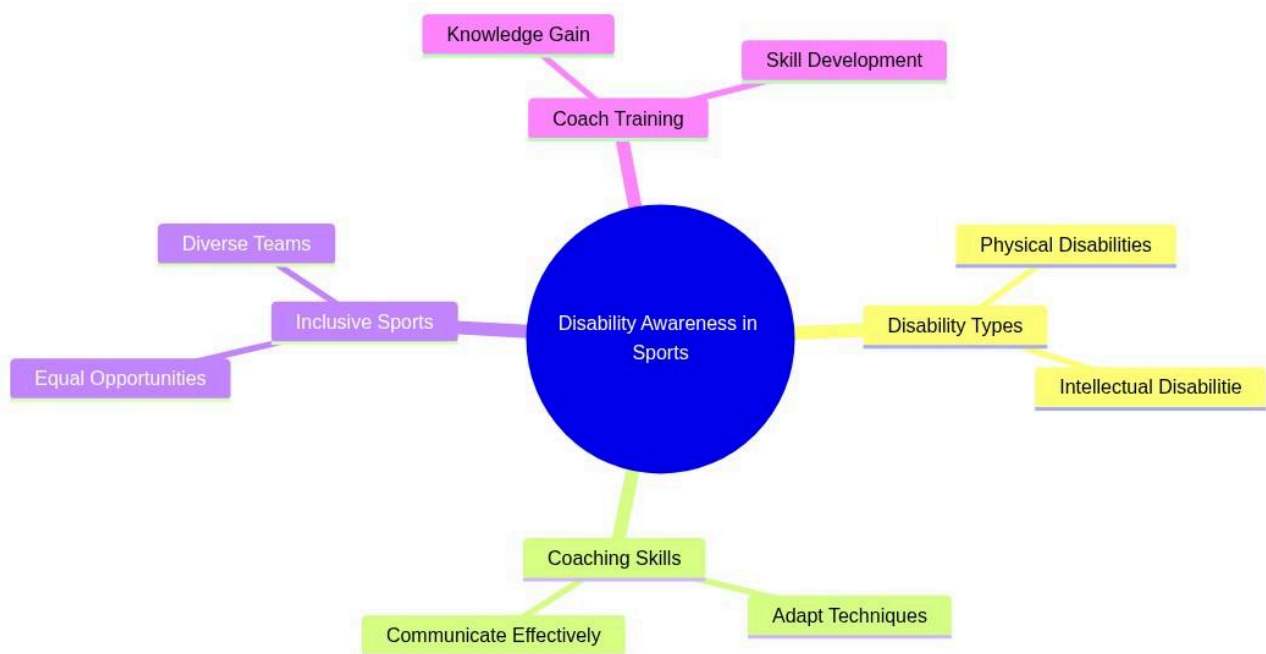 Knowledge Gain
Skill Development
Coach Training
Diverse Teams
Inclusive Sports
Equal Opportunities
Disability Awareness in
Sports
Physical Disabilities
Disability Types
Intellectual Disabilitie
Coaching Skills
Communicate Effectively
Adapt Techniques